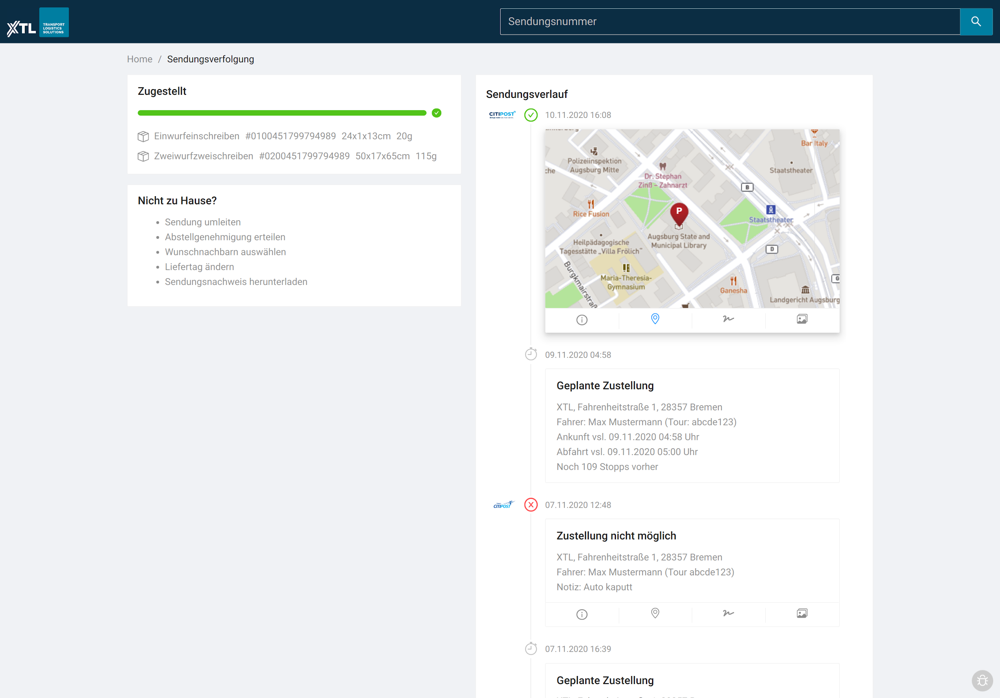 XTL
TRANSPORT
LOGISTICS
SOLUTIONS
Sendungsnummer
Home / Sendungsverfolgung
Zugestellt
Einwurfeinschreiben #0100451799794989 24x1x13cm 20g
Zweiwurfzweischreiben #0200451799794989 50x17x65cm 115g
Nicht zu Hause?
Sendung umleiten
Abstellgenehmigung erteilen
Wunschnachbarn auswählen
Liefertag ändern
Sendungsnachweis herunterladen
Sendungsverlauf
CITIPOST
10.11.2020 16:08
Bar Italy
Polizeiinspektion
Augsburg Mitte
che
Staatstheater
Dr. Stephan
Zinß – Zahnarzt
B
Rice Fusion
P
Staatstheater
Augsburg State and
Municipal Library
Heilpädagogische
Tagesstätte „Villa Frölich“
D
Burgkmairstraß
Maria-Theresia-
Gymnasium
G
Ganesha
Landgericht Augsburg
09.11.2020 04:58
Geplante Zustellung
XTL, Fahrenheitstraße 1, 28357 Bremen
Fahrer: Max Mustermann (Tour: abcde123)
Ankunft vsl. 09.11.2020 04:58 Uhr
Abfahrt vsl. 09.11.2020 05:00 Uhr
Noch 109 Stopps vorher
CITIPOST
07.11.2020 12:48
Zustellung nicht möglich
XTL, Fahrenheitstraße 1, 28357 Bremen
Fahrer: Max Mustermann (Tour abcde123)
Notiz: Auto kaputt
07.11.2020 16:39
Geplante Zustellung